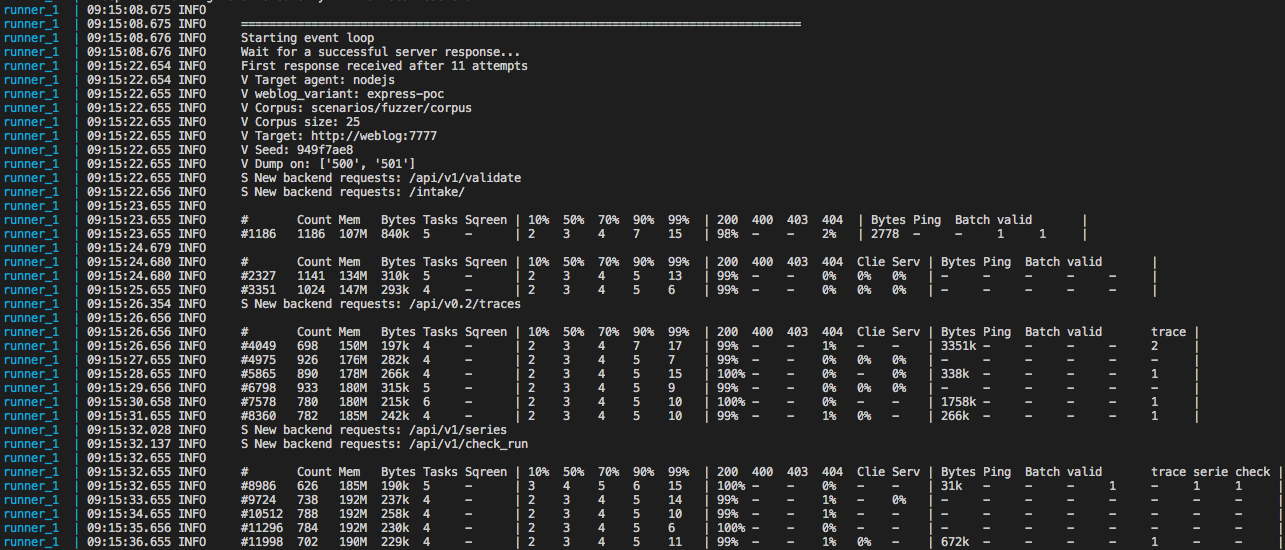 runner_1 | 09:15:08.675 INFO
runner_1 | 09:15:08.675 INFO ================================================================================
runner_1 | 09:15:08.676 INFO Starting event loop
runner_1 | 09:15:08.676 INFO Wait for a successful server response...
runner_1 | 09:15:22.654 INFO First response received after 11 attempts
runner_1 | 09:15:22.654 INFO V Target agent: nodejs
runner_1 | 09:15:22.655 INFO V weblog_variant: express-poc
runner_1 | 09:15:22.655 INFO V Corpus: scenarios/fuzzer/corpus
runner_1 | 09:15:22.655 INFO V Corpus size: 25
runner_1 | 09:15:22.655 INFO V Target: http://weblog:7777
runner_1 | 09:15:22.655 INFO V Seed: 949f7ae8
runner_1 | 09:15:22.655 INFO V Dump on: ['500', '501']
runner_1 | 09:15:22.655 INFO S New backend requests: /api/v1/validate
runner_1 | 09:15:22.656 INFO S New backend requests: /intake/
runner_1 | 09:15:23.655 INFO
runner_1 | 09:15:23.655 INFO # Count Mem Bytes Tasks Sqreen | 10% 50% 70% 90% 99% | 200 400 403 404 | Bytes Ping Batch valid |
runner_1 | 09:15:23.655 INFO #1186 1186 107M 840k 5 - | 2 3 4 7 15 | 98% - - 2% | 2778 - - 1 1 |
runner_1 | 09:15:24.679 INFO
runner_1 | 09:15:24.680 INFO # Count Mem Bytes Tasks Sqreen | 10% 50% 70% 90% 99% | 200 400 403 404 Clie Serv | Bytes Ping Batch valid |
runner_1 | 09:15:24.680 INFO #2327 1141 134M 310k 5 - | 2 3 4 5 13 | 99% - - 0% 0% 0% | - - - - - |
runner_1 | 09:15:25.655 INFO #3351 1024 147M 293k 4 - | 2 3 4 5 6 | 99% - - 0% 0% 0% | - - - - - |
runner_1 | 09:15:26.354 INFO S New backend requests: /api/v0.2/traces
runner_1 | 09:15:26.656 INFO
runner_1 | 09:15:26.656 INFO # Count Mem Bytes Tasks Sqreen | 10% 50% 70% 90% 99% | 200 400 403 404 Clie Serv | Bytes Ping Batch valid trace |
runner_1 | 09:15:26.656 INFO #4049 698 150M 197k 4 - | 2 3 4 7 17 | 99% - - 1% - - | 3351k - - - - 2 |
runner_1 | 09:15:27.655 INFO #4975 926 176M 282k 4 - | 2 3 4 5 7 | 99% - - 0% 0% 0% | - - - - - - |
runner_1 | 09:15:28.655 INFO #5865 890 178M 266k 4 - | 2 3 4 5 15 | 100% - - 0% - 0% | 338k - - - - 1 |
runner_1 | 09:15:29.656 INFO #6798 933 180M 315k 5 - | 2 3 4 5 9 | 99% - - 0% 0% 0% | - - - - - - |
runner_1 | 09:15:30.658 INFO #7578 780 180M 215k 6 - | 2 3 4 5 10 | 100% - - 0% - - | 1758k - - - - 1 |
runner_1 | 09:15:31.655 INFO #8360 782 185M 242k 4 - | 2 3 4 5 10 | 99% - - 1% 0% - | 266k - - - - 1 |
runner_1 | 09:15:32.028 INFO S New backend requests: /api/v1/series
runner_1 | 09:15:32.137 INFO S New backend requests: /api/v1/check_run
runner_1 | 09:15:32.655 INFO
runner_1 | 09:15:32.655 INFO # Count Mem Bytes Tasks Sqreen | 10% 50% 70% 90% 99% | 200 400 403 404 Clie Serv | Bytes Ping Batch valid trace serie check |
runner_1 | 09:15:32.655 INFO #8986 626 185M 190k 5 - | 3 4 5 6 15 | 100% - - 0% - - | 31k - - - 1 - 1 1 |
runner_1 | 09:15:33.655 INFO #9724 738 192M 237k 4 - | 2 3 4 5 14 | 99% - - 1% - 0% | - - - - - - - - |
runner_1 | 09:15:34.655 INFO #10512 788 192M 258k 4 - | 2 3 4 5 10 | 99% - - 1% - - | - - - - - - - - |
runner_1 | 09:15:35.656 INFO #11296 784 192M 230k 4 - | 2 3 4 5 6 | 100% - - 0% - - | - - - - - - - - |
runner_1 | 09:15:36.655 INFO #11998 702 190M 229k 4 - | 2 3 4 5 11 | 99% - - 1% 0% - | 672k - - - - 1 - - |